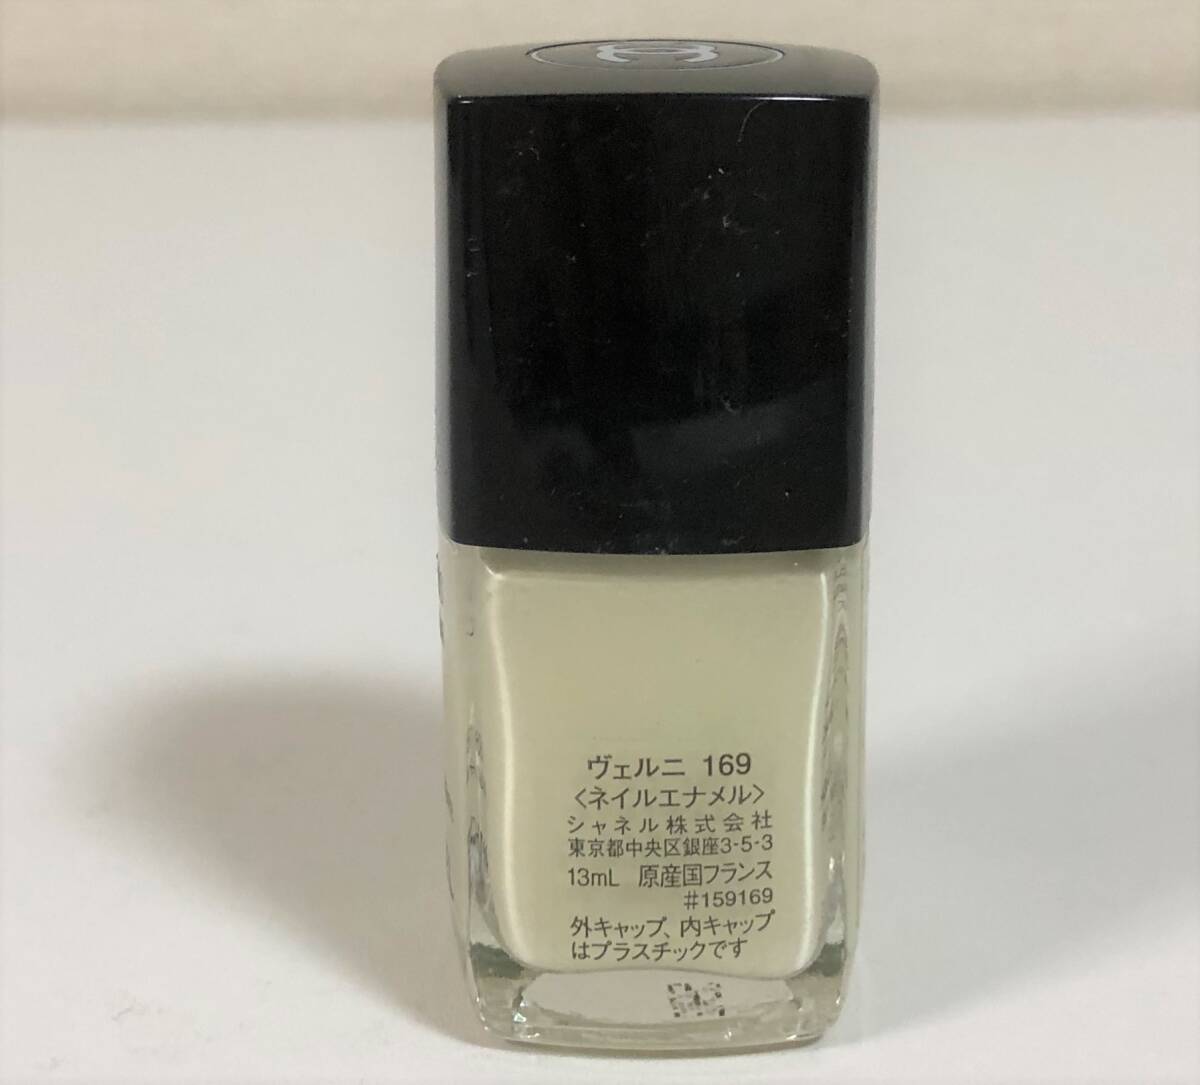 ヴェルニ 169
〈ネイルエナメル〉
シャネル株式会社
東京都中央区銀座3-5-3
13mL 原産国フランス
#159169
外キャップ、内キャップ
はプラスチックです